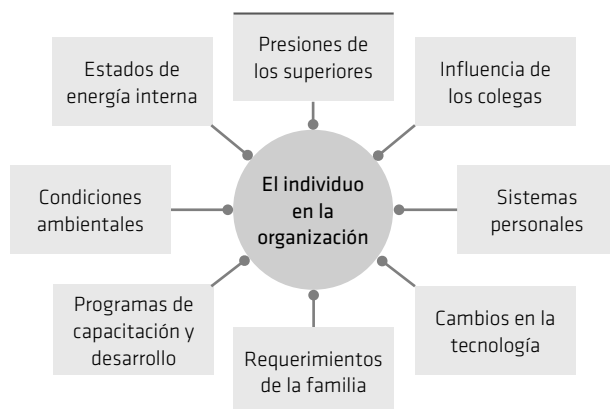 Presiones de
los superiores
Estados de
energía interna
Influencia de
los colegas
Condiciones
ambientales
El individuo
en la
organización
Sistemas
personales
Programas de
capacitación y
desarrollo
Requerimientos
de la familia
Cambios en la
tecnología